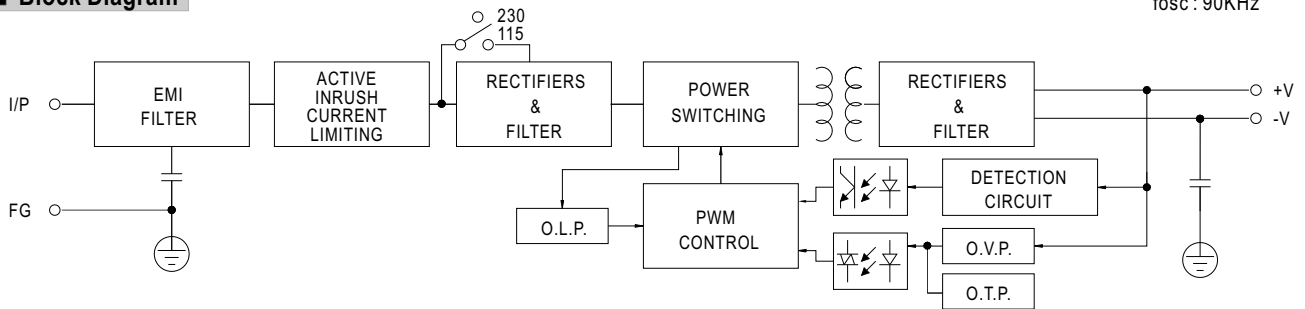 Block Diagram
fosc : 90KHz
230
115
I/P
EMI
FILTER
ACTIVE
INRUSH
CURRENT
LIMITING
RECTIFIERS
&
FILTER
POWER
SWITCHING
RECTIFIERS
&
FILTER
+V
-V
FG
O.L.P.
PWM
CONTROL
DETECTION
CIRCUIT
O.V.P.
O.T.P.